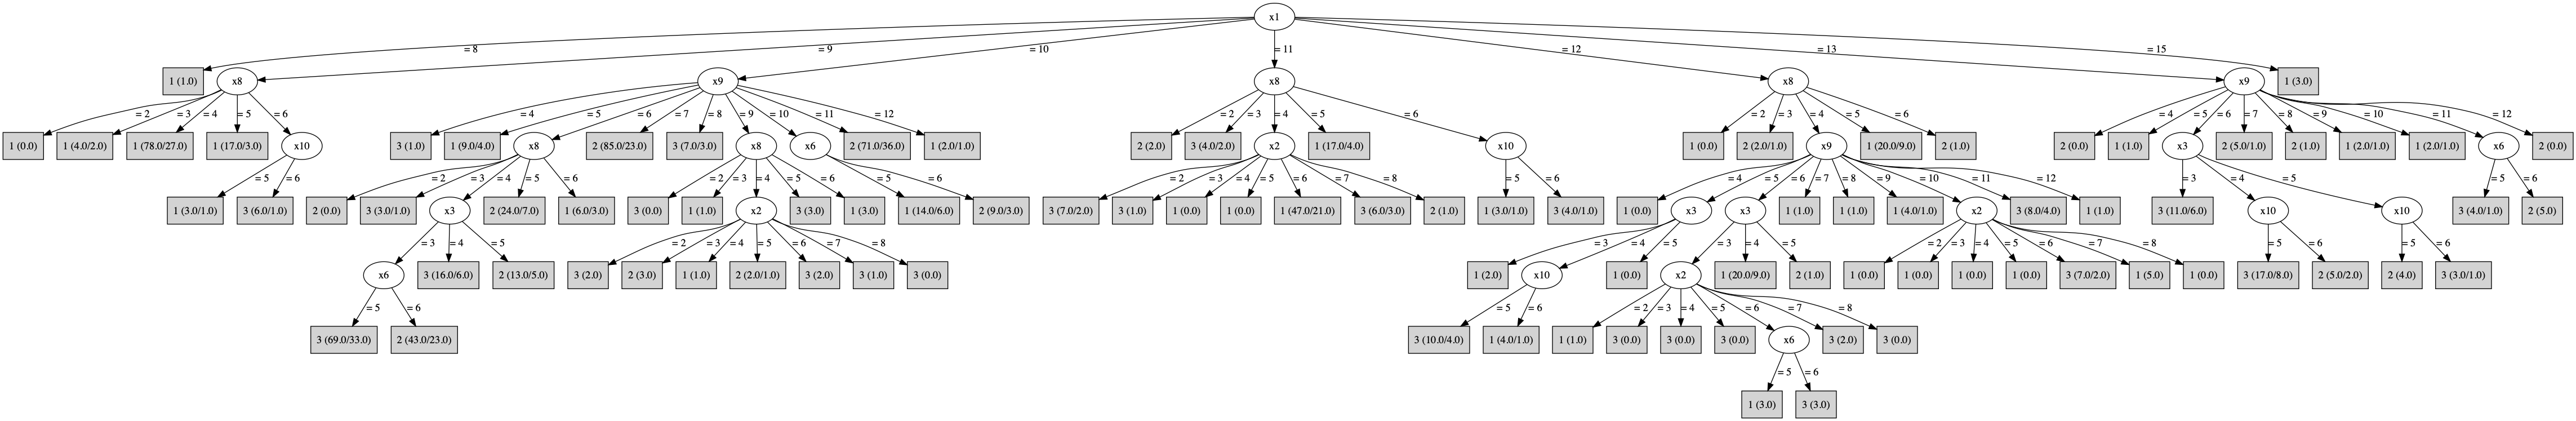 x1
= 8 = 9 = 10 = 11 = 12 = 13 = 15
1 (1.0) x8 x9 x8 x8 x9 1 (3.0)
= 2 = 3 = 4 = 5 = 6 = 4 = 5 = 6 = 7 = 8 = 9 = 10 = 11 = 12 = 2 = 3 = 4 = 5 = 6 = 2 = 3 = 4 = 5 = 6 = 4 = 5 = 6 = 7 = 8 = 9 = 10 = 11 = 12
1 (0.0) 1 (4.0/2.0) 1 (78.0/27.0) 1 (17.0/3.0) x10 3 (1.0) 1 (9.0/4.0) x8 2 (85.0/23.0) 3 (7.0/3.0) x8 x6 2 (71.0/36.0) 1 (2.0/1.0) 2 (2.0) 3 (4.0/2.0) x2 1 (17.0/4.0) x10 1 (0.0) 2 (2.0/1.0) x9 1 (20.0/9.0) 2 (1.0) 2 (0.0) 1 (1.0) x3 2 (5.0/1.0) 2 (1.0) 1 (2.0/1.0) 1 (2.0/1.0) x6 2 (0.0)
= 5 = 6 = 2 = 3 = 4 = 5 = 6 = 2 = 3 = 4 = 5 = 6 = 5 = 6 = 2 = 3 = 4 = 5 = 6 = 7 = 8 = 5 = 6 = 4 = 5 = 6 = 7 = 8 = 9 = 10 = 11 = 12 = 3 = 4 = 5 = 5 = 6
1 (3.0/1.0) 3 (6.0/1.0) 2 (0.0) 3 (3.0/1.0) x3 2 (24.0/7.0) 1 (6.0/3.0) 3 (0.0) 1 (1.0) x2 3 (3.0) 1 (3.0) 1 (14.0/6.0) 2 (9.0/3.0) 3 (7.0/2.0) 3 (1.0) 1 (0.0) 1 (0.0) 1 (47.0/21.0) 3 (6.0/3.0) 2 (1.0) 1 (3.0/1.0) 3 (4.0/1.0) 1 (0.0) x3 x3 1 (1.0) 1 (1.0) 1 (4.0/1.0) x2 3 (8.0/4.0) 1 (1.0) 3 (11.0/6.0) x10 x10 3 (4.0/1.0) 2 (5.0)
= 3 = 4 = 5 = 2 = 3 = 4 = 5 = 6 = 7 = 8 = 3 = 4 = 5 = 3 = 4 = 5 = 2 = 3 = 4 = 5 = 6 = 7 = 8 = 5 = 6 = 5 = 6
x6 3 (16.0/6.0) 2 (13.0/5.0) 3 (2.0) 2 (3.0) 1 (1.0) 2 (2.0/1.0) 3 (2.0) 3 (1.0) 3 (0.0) 1 (2.0) x10 1 (0.0) x2 1 (20.0/9.0) 2 (1.0) 1 (0.0) 1 (0.0) 1 (0.0) 1 (0.0) 3 (7.0/2.0) 1 (5.0) 1 (0.0) 3 (17.0/8.0) 2 (5.0/2.0) 2 (4.0) 3 (3.0/1.0)
= 5 = 6 = 5 = 6 = 2 = 3 = 4 = 5 = 6 = 7 = 8
3 (69.0/33.0) 2 (43.0/23.0) 3 (10.0/4.0) 1 (4.0/1.0) 1 (1.0) 3 (0.0) 3 (0.0) 3 (0.0) x6 3 (2.0) 3 (0.0)
= 5 = 6
1 (3.0) 3 (3.0)